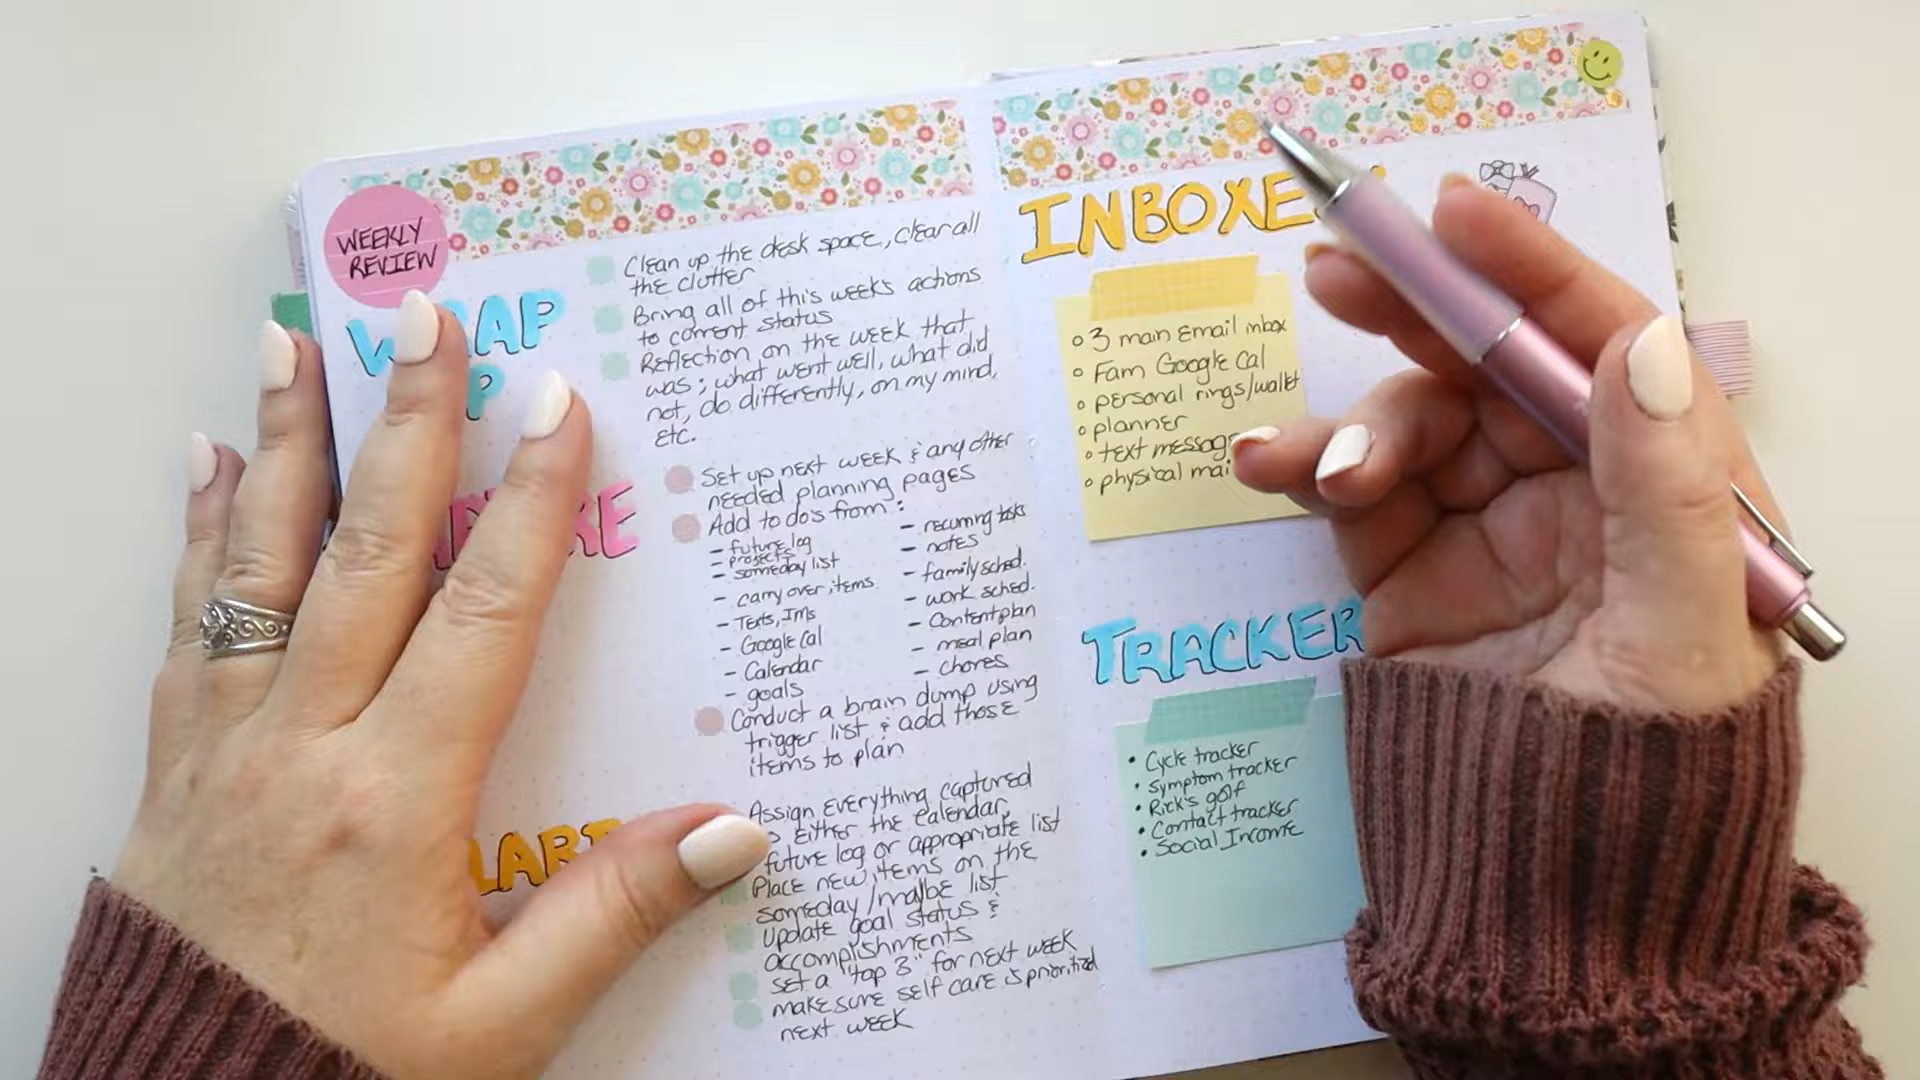 WEEKLY
REVIEW
Clean up the desk space, clear all
the clutter
Bring all of this weeks actions
to current status
Reflection on the week that
was; what went well, what did
not, do differently, on my mind,
etc.
Set up next week & any other
needed planning pages
Add to do's from:
- future log
- projects
- someday list
- carry over items
- Texts, IMs
- Google Cal
- Calendar
- goals
- recurring tasks
- notes
- family sched.
- work sched.
- Content plan
- meal plan
- chores
Conduct a brain dump using
trigger list & add those
items to plan
Assign everything captured
either the calendar,
future log or appropriate list
Place new items on the
someday/maybe list
update goal status &
accomplishments
set a "top 3" for next week
make sure self care is prioritized
next week
INBOXES
3 main Email inbox
Fam Google Cal
personal rings/wallet
planner
text messag
physical mai
TRACKER
Cycle tracker
Symptom tracker
Rick's golf
Contact tracker
Social Income